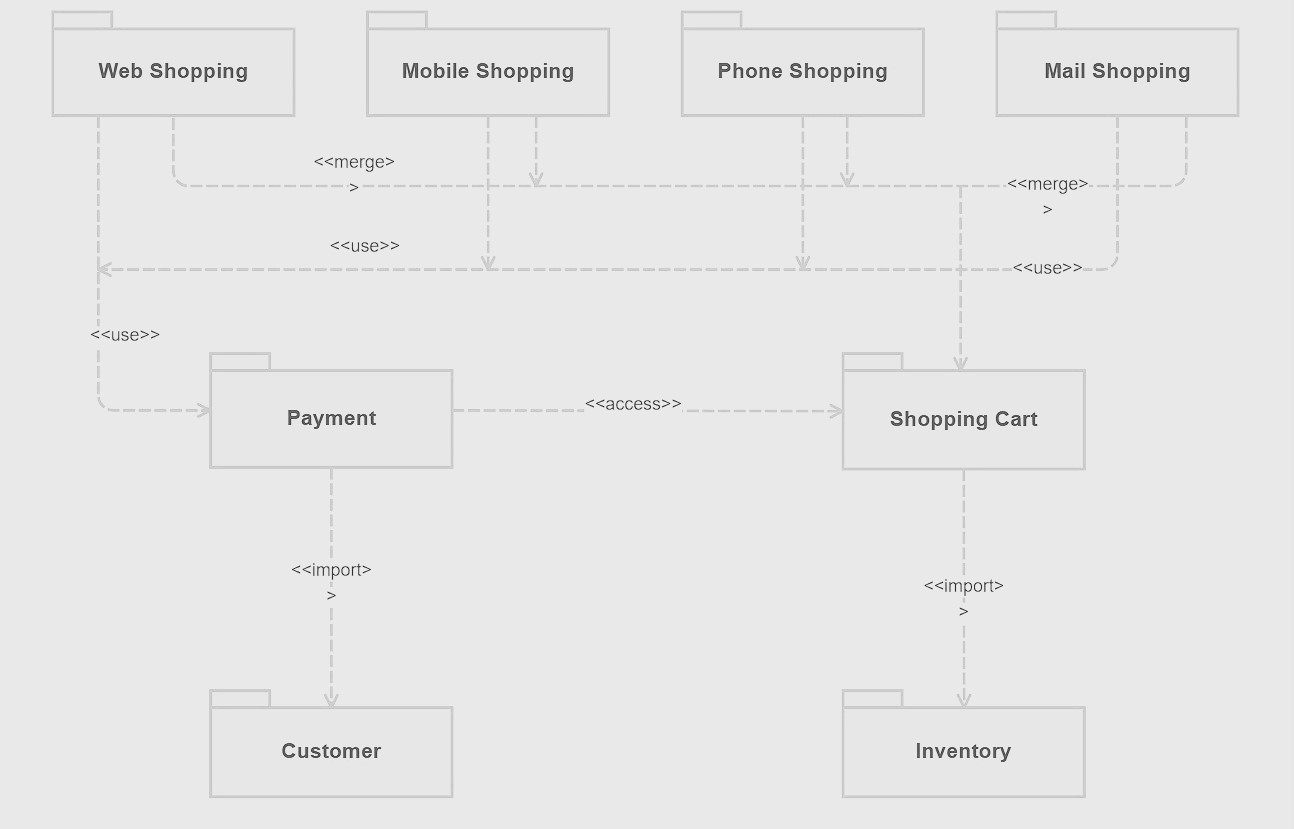 Web Shopping
Mobile Shopping
Phone Shopping
Mail Shopping
<<merge>
>
<<merge>
>
<<use>>
<<use>>
<<use>>
Payment
<<access>>
Shopping Cart
<<import>
>
<<import>
>
Customer
Inventory